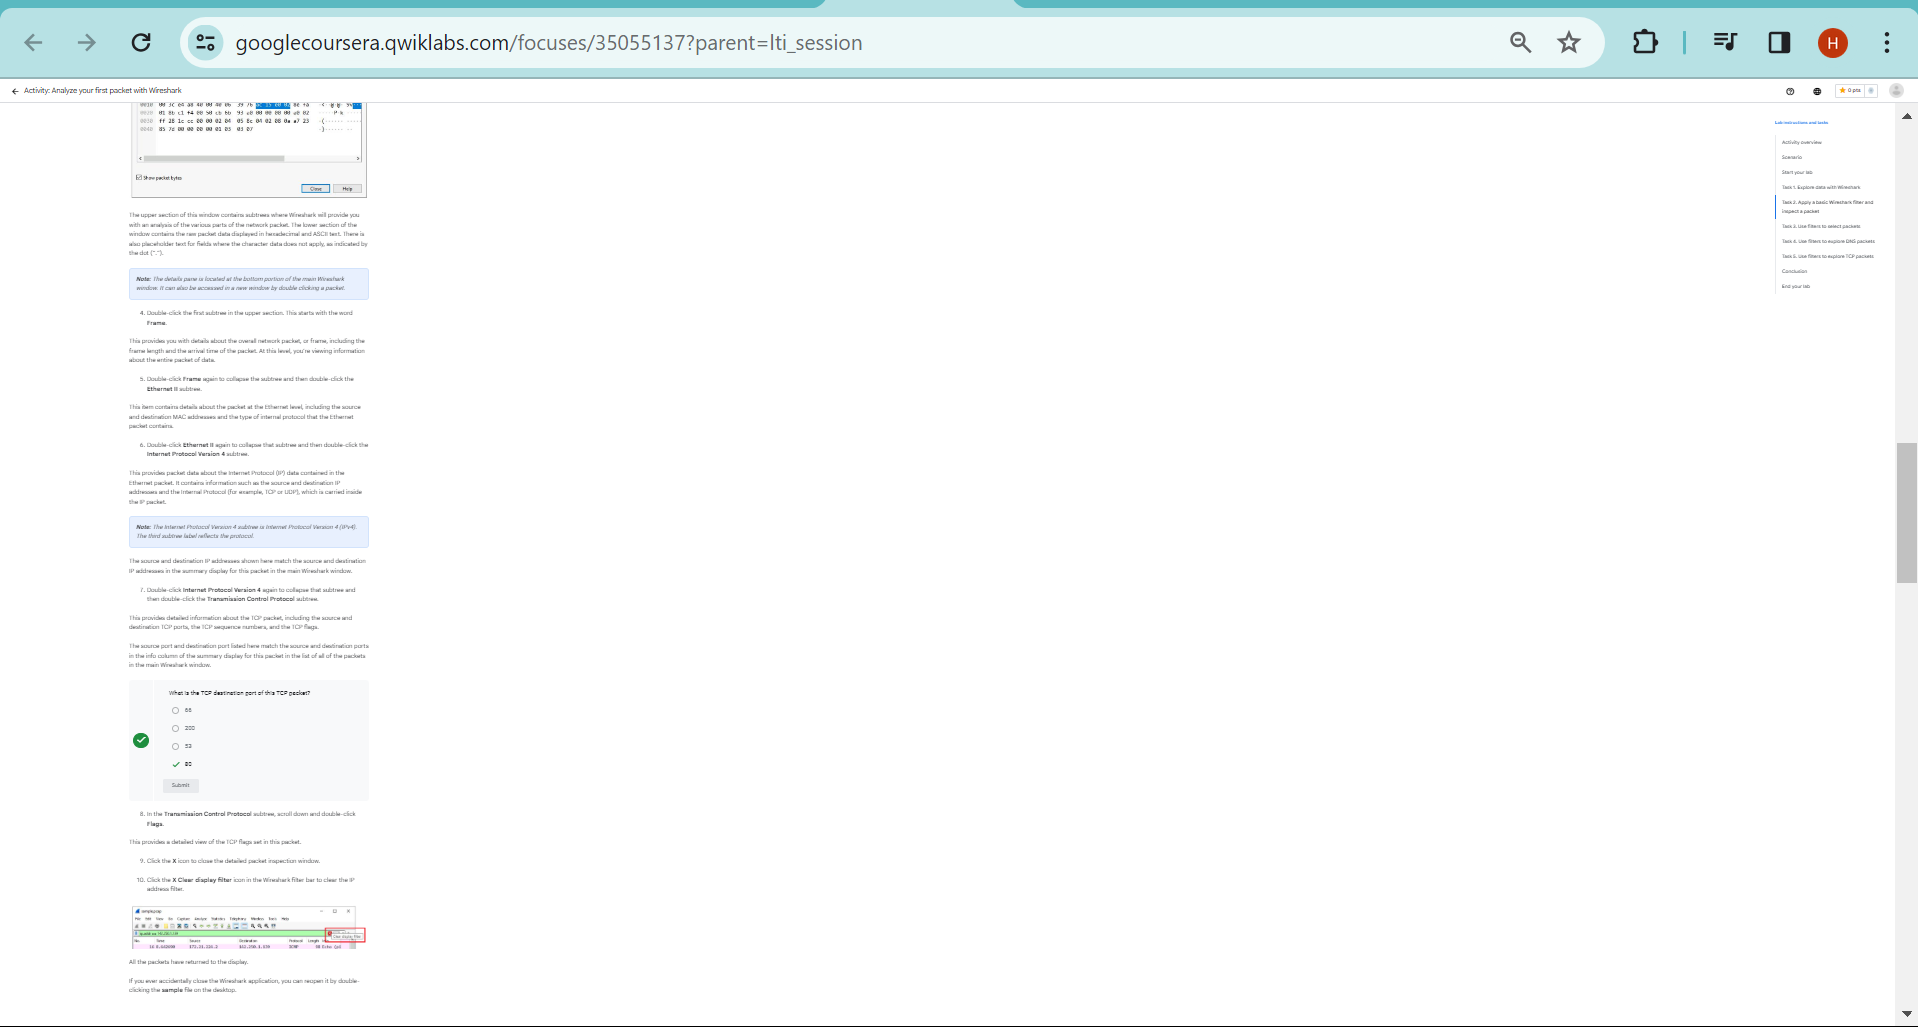 googlecoursera.qwiklabs.com/focuses/35055137?parent=lti_session
H
Activity: Analyze your first packet with Wireshark
0 pts
Show packet bytes
Close
Help
The upper section of this window contains subtrees where Wireshark will provide you
with an analysis of the various parts of the network packet. The lower section of the
window contains the raw packet data displayed in hexadecimal and ASCII text. There is
also placeholder text for fields where the character data does not apply, as indicated by
the dot (".").
Note: The details pane is located at the bottom portion of the main Wireshark
window. It can also be accessed in a new window by double clicking a packet.
4. Double-click the first subtree in the upper section. This starts with the word
Frame.
This provides you with details about the overall network packet, or frame, including the
frame length and the arrival time of the packet. At this level, you're viewing information
about the entire packet of data.
5. Double-click Frame again to collapse the subtree and then double-click the
Ethernet II subtree.
This item contains details about the packet at the Ethernet level, including the source
and destination MAC addresses and the type of internal protocol that the Ethernet
packet contains.
6. Double-click Ethernet II again to collapse that subtree and then double-click the
Internet Protocol Version 4 subtree.
This provides packet data about the Internet Protocol (IP) data contained in the
Ethernet packet. It contains information such as the source and destination IP
addresses and the Internal Protocol (for example, TCP or UDP), which is carried inside
the IP packet.
Note: The Internet Protocol Version 4 subtree is Internet Protocol Version 4 (IPv4).
The third subtree label reflects the protocol.
The source and destination IP addresses shown here match the source and destination
IP addresses in the summary display for this packet in the main Wireshark window.
7. Double-click Internet Protocol Version 4 again to collapse that subtree and
then double-click the Transmission Control Protocol subtree.
This provides detailed information about the TCP packet, including the source and
destination TCP ports, the TCP sequence numbers, and the TCP flags.
The source port and destination port listed here match the source and destination ports
in the info column of the summary display for this packet in the list of all of the packets
in the main Wireshark window.
What is the TCP destination port of this TCP packet?
66
200
53
80
Submit
8. In the Transmission Control Protocol subtree, scroll down and double-click
Flags.
This provides a detailed view of the TCP flags set in this packet.
9. Click the X icon to close the detailed packet inspection window.
10. Click the X Clear display filter icon in the Wireshark filter bar to clear the IP
address filter.
File Edit View Go Capture Analyze Statistics Telephony Wireless Tools Help
No. Time Source Destination Protocol Length
All the packets have returned to the display.
If you ever accidentally close the Wireshark application, you can reopen it by double-
clicking the sample file on the desktop.
Lab instructions and tasks
Activity overview
Scenario
Start your lab
Task 1. Explore data with Wireshark
Task 2. Apply a basic Wireshark filter and
inspect a packet
Task 3. Use filters to select packets
Task 4. Use filters to explore DNS packets
Task 5. Use filters to explore TCP packets
Conclusion
End your lab